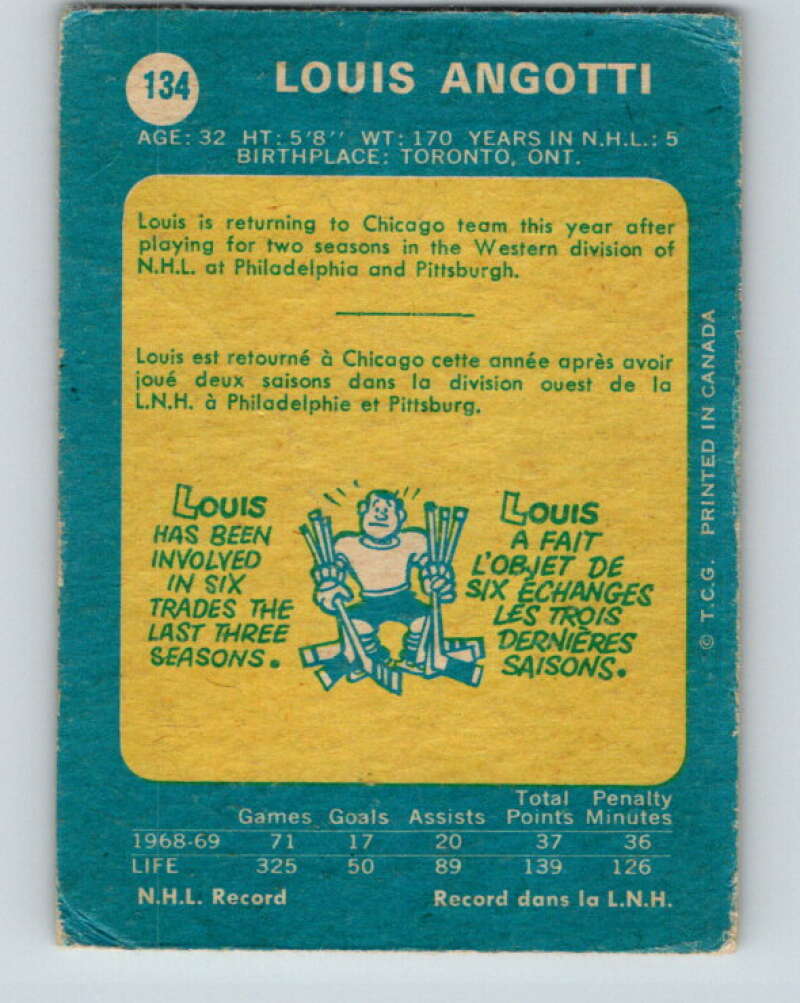 134
LOUIS ANGOTTI
AGE: 32 HT: 5'8'' WT: 170 YEARS IN N.H.L.: 5
BIRTHPLACE: TORONTO, ONT.
Louis is returning to Chicago team this year after
playing for two seasons in the Western division of
N.H.L. at Philadelphia and Pittsburgh.
Louis est retourné à Chicago cette année après avoir
joué deux saisons dans la division ouest de la
L.N.H. à Philadelphie et Pittsburg.
LOUIS
HAS BEEN
INVOLVED
IN SIX
TRADES THE
LAST THREE
SEASONS.
LOUIS
A FAIT
L'OBJET DE
SIX ÉCHANGES
LES TROIS
DERNIÈRES
SAISONS.
© T.C.G. PRINTED IN CANADA
Total Penalty
Games Goals Assists Points Minutes
1968-69 71 17 20 37 36
LIFE 325 50 89 139 126
N.H.L. Record Record dans la L.N.H.